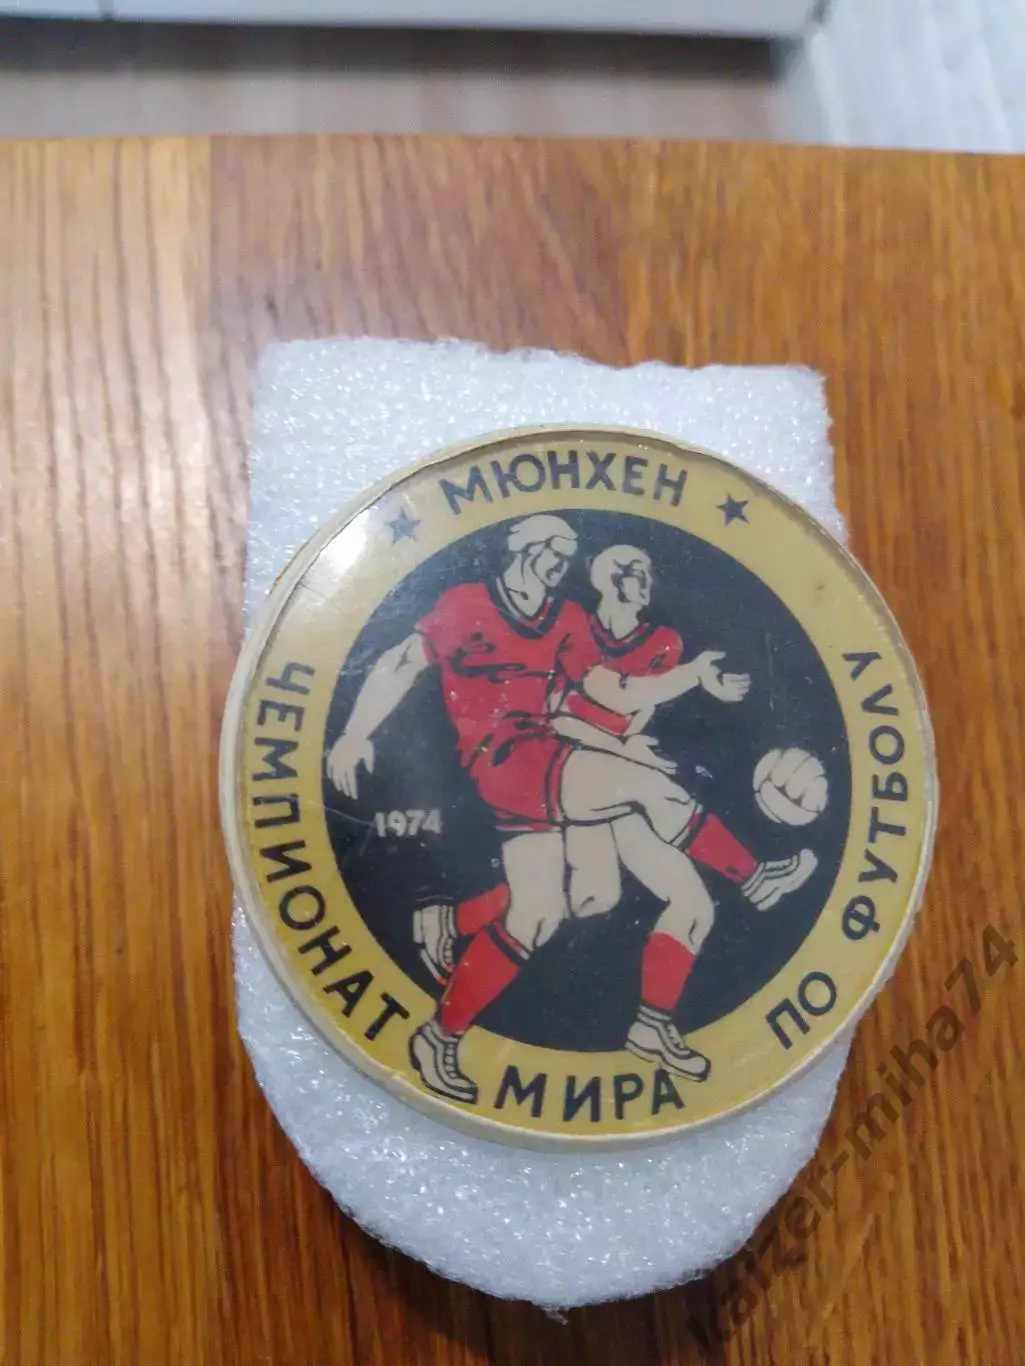 МЮНХЕН
1974
ЧЕМПИОНАТ МИРА ПО ФУТБОЛУ
kaizer-miha74